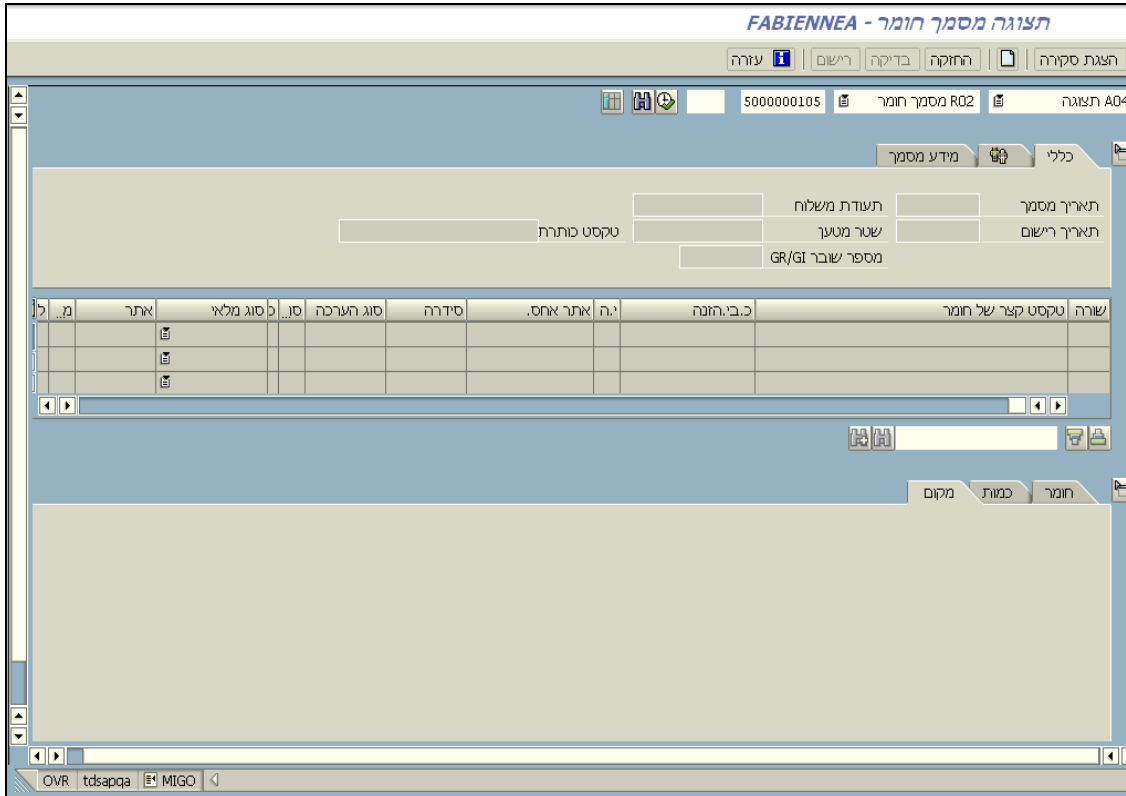 תצוגה מסמך חומר - FABIENNEA
הצגת סקירה החזקה בדיקה רישום עזרה
A04 תצוגה R02 מסמך חומר 5000000105
כללי מידע מסמך
תאריך מסמך תעודת משלוח
תאריך רישום שטר מטען טקסט כותרת
מספר שובר GR/GI
שורה טקסט קצר של חומר כ.בי.הזנה י.ה אתר אחס. סידרה סוג הערכה סו.. כ סוג מלאי אתר מ.. ל
חומר כמות מקום
OVR tdsapqa MIGO